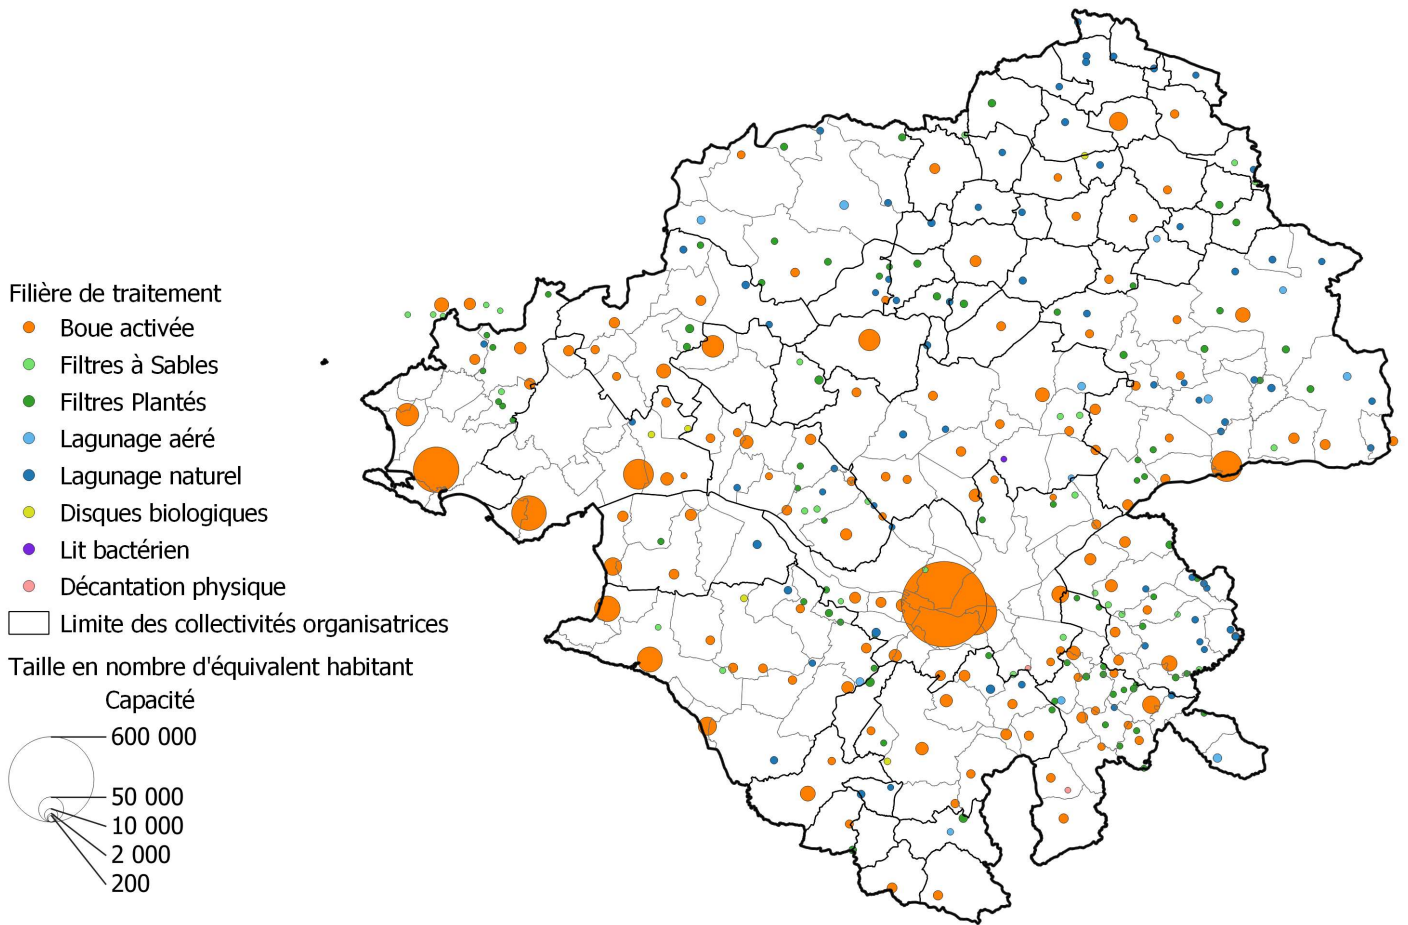 Filière de traitement
Boue activée
Filtres à Sables
Filtres Plantés
Lagunage aéré
Lagunage naturel
Disques biologiques
Lit bactérien
Décantation physique
Limite des collectivités organisatrices
Taille en nombre d'équivalent habitant
Capacité
600 000
50 000
10 000
2 000
200